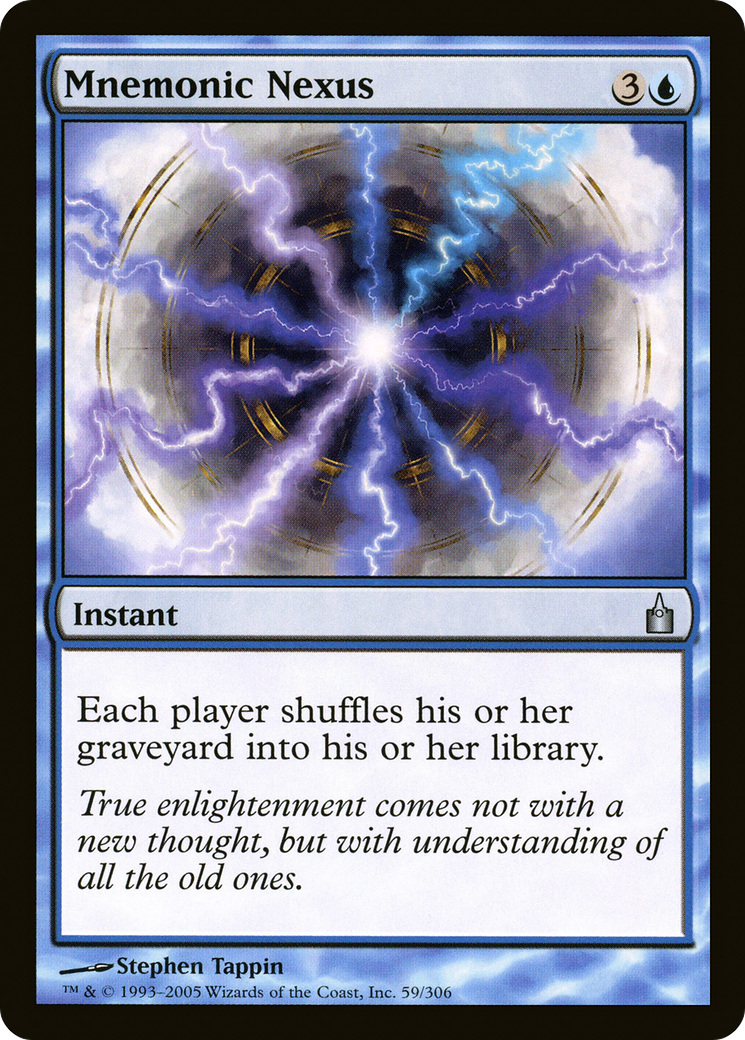 Mnemonic Nexus 3
Instant
Each player shuffles his or her
graveyard into his or her library.
True enlightenment comes not with a
new thought, but with understanding of
all the old ones.
Stephen Tappin
™ & © 1993–2005 Wizards of the Coast, Inc. 59/306